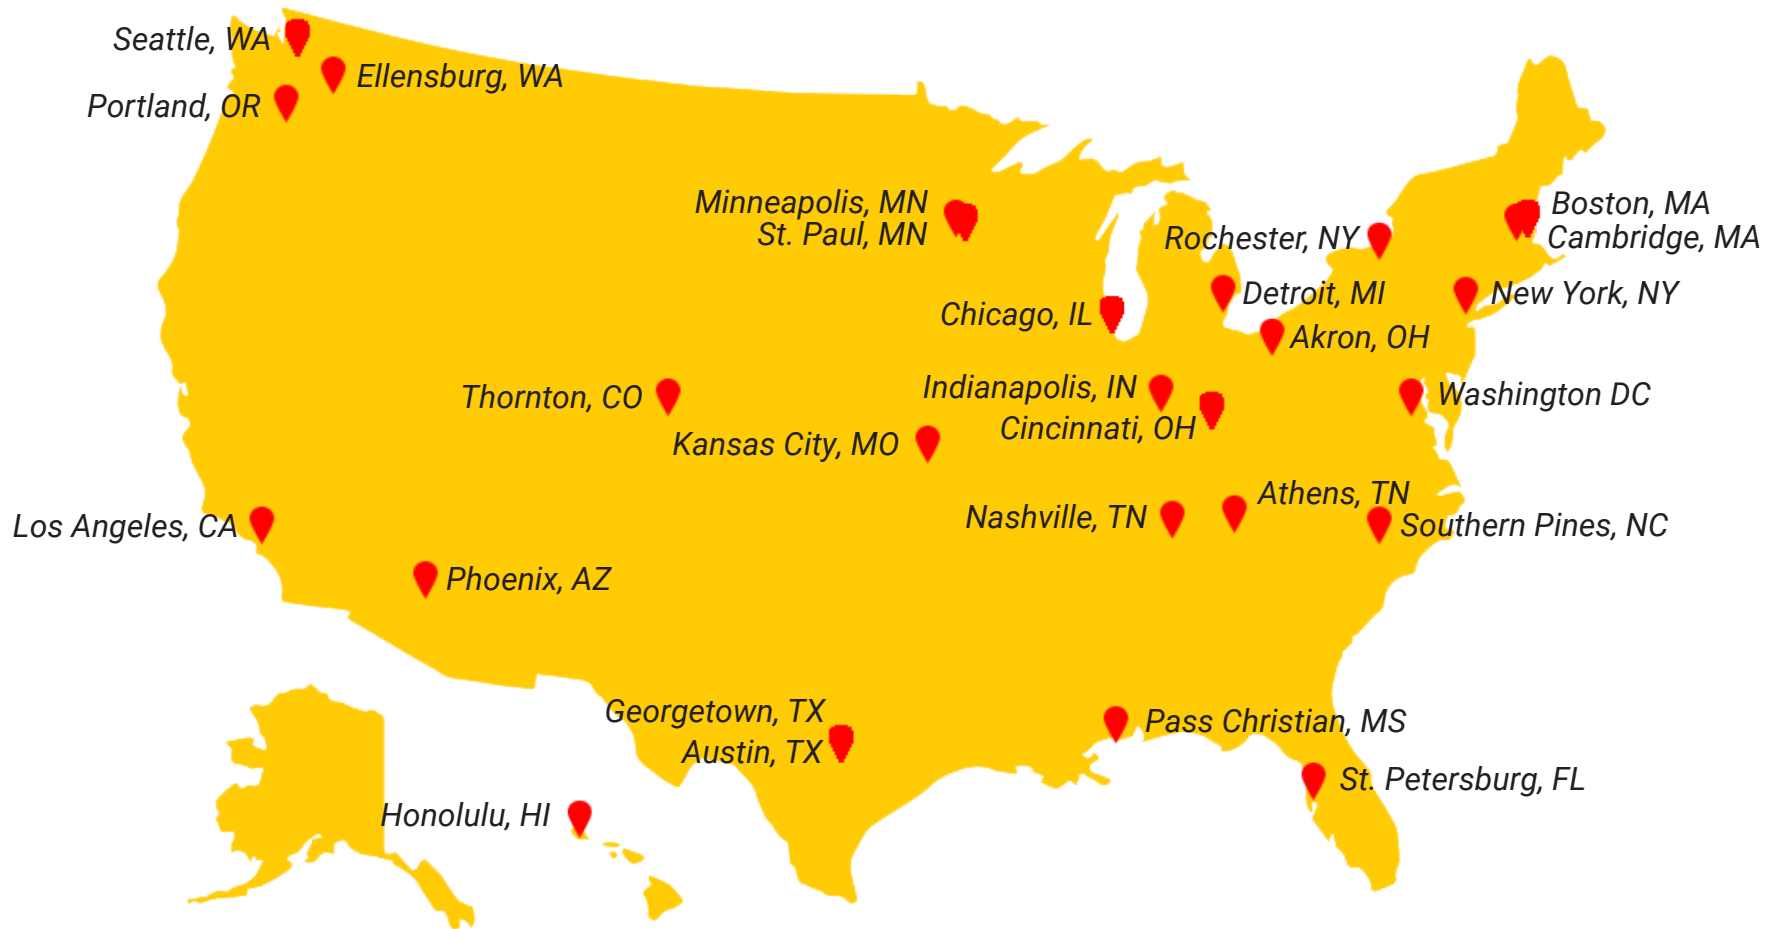 Seattle, WA
Ellensburg, WA
Portland, OR
Minneapolis, MN
St. Paul, MN
Boston, MA
Cambridge, MA
Rochester, NY
Detroit, MI
New York, NY
Chicago, IL
Akron, OH
Indianapolis, IN
Washington DC
Thornton, CO
Cincinnati, OH
Kansas City, MO
Athens, TN
Nashville, TN
Southern Pines, NC
Los Angeles, CA
Phoenix, AZ
Georgetown, TX
Austin, TX
Pass Christian, MS
St. Petersburg, FL
Honolulu, HI